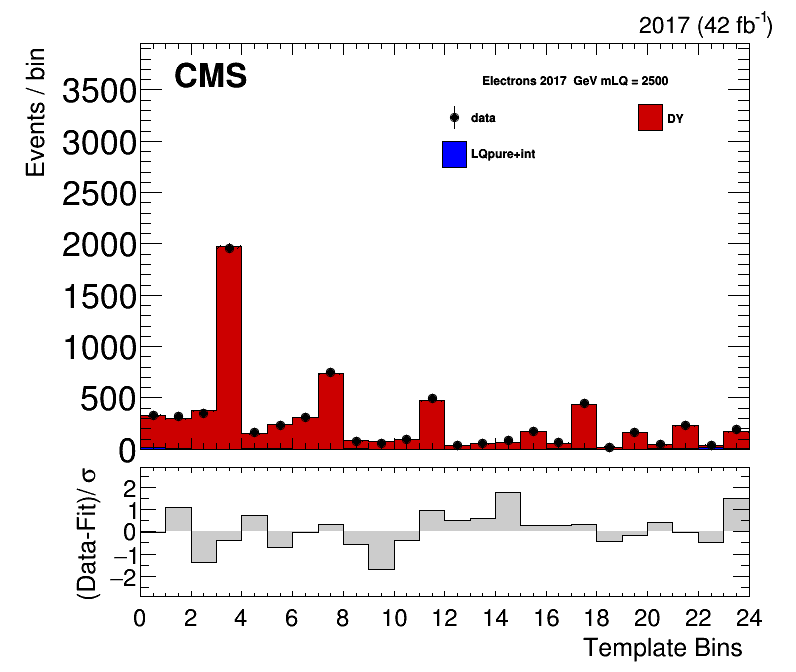 2017 (42 fb-1)
CMS
Electrons 2017 GeV mLQ = 2500
data
DY
LQpure+int
Events / bin
3500
3000
2500
2000
1500
1000
500
0
(Data-Fit)/ σ
2
1
0
−1
−2
0 2 4 6 8 10 12 14 16 18 20 22 24
Template Bins